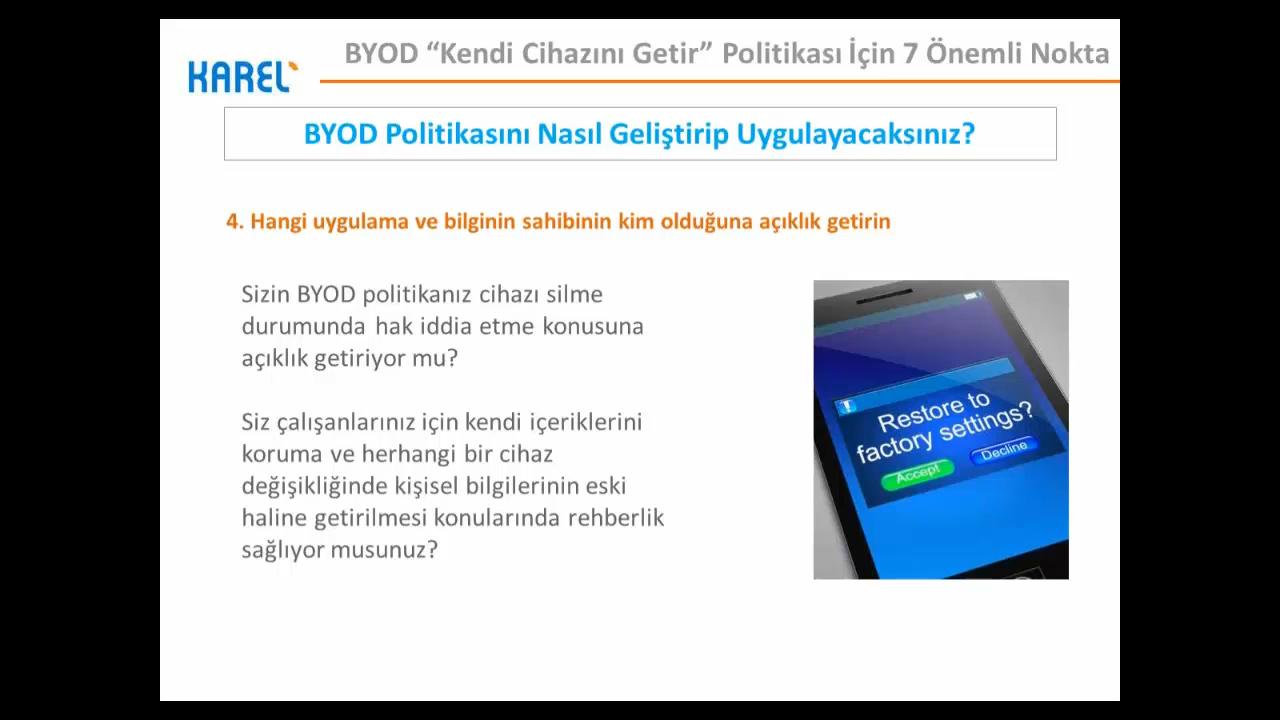 BYOD “Kendi Cihazını Getir” Politikası İçin 7 Önemli Nokta
KAREL
BYOD Politikasını Nasıl Geliştirip Uygulayacaksınız?
4. Hangi uygulama ve bilginin sahibinin kim olduğuna açıklık getirin
Sizin BYOD politikanız cihazı silme
durumunda hak iddia etme konusuna
açıklık getiriyor mu?
Siz çalışanlarınız için kendi içeriklerini
koruma ve herhangi bir cihaz
değişikliğinde kişisel bilgilerinin eski
haline getirilmesi konularında rehberlik
sağlıyor musunuz?
Restore to
factory settings?
Accept
Decline